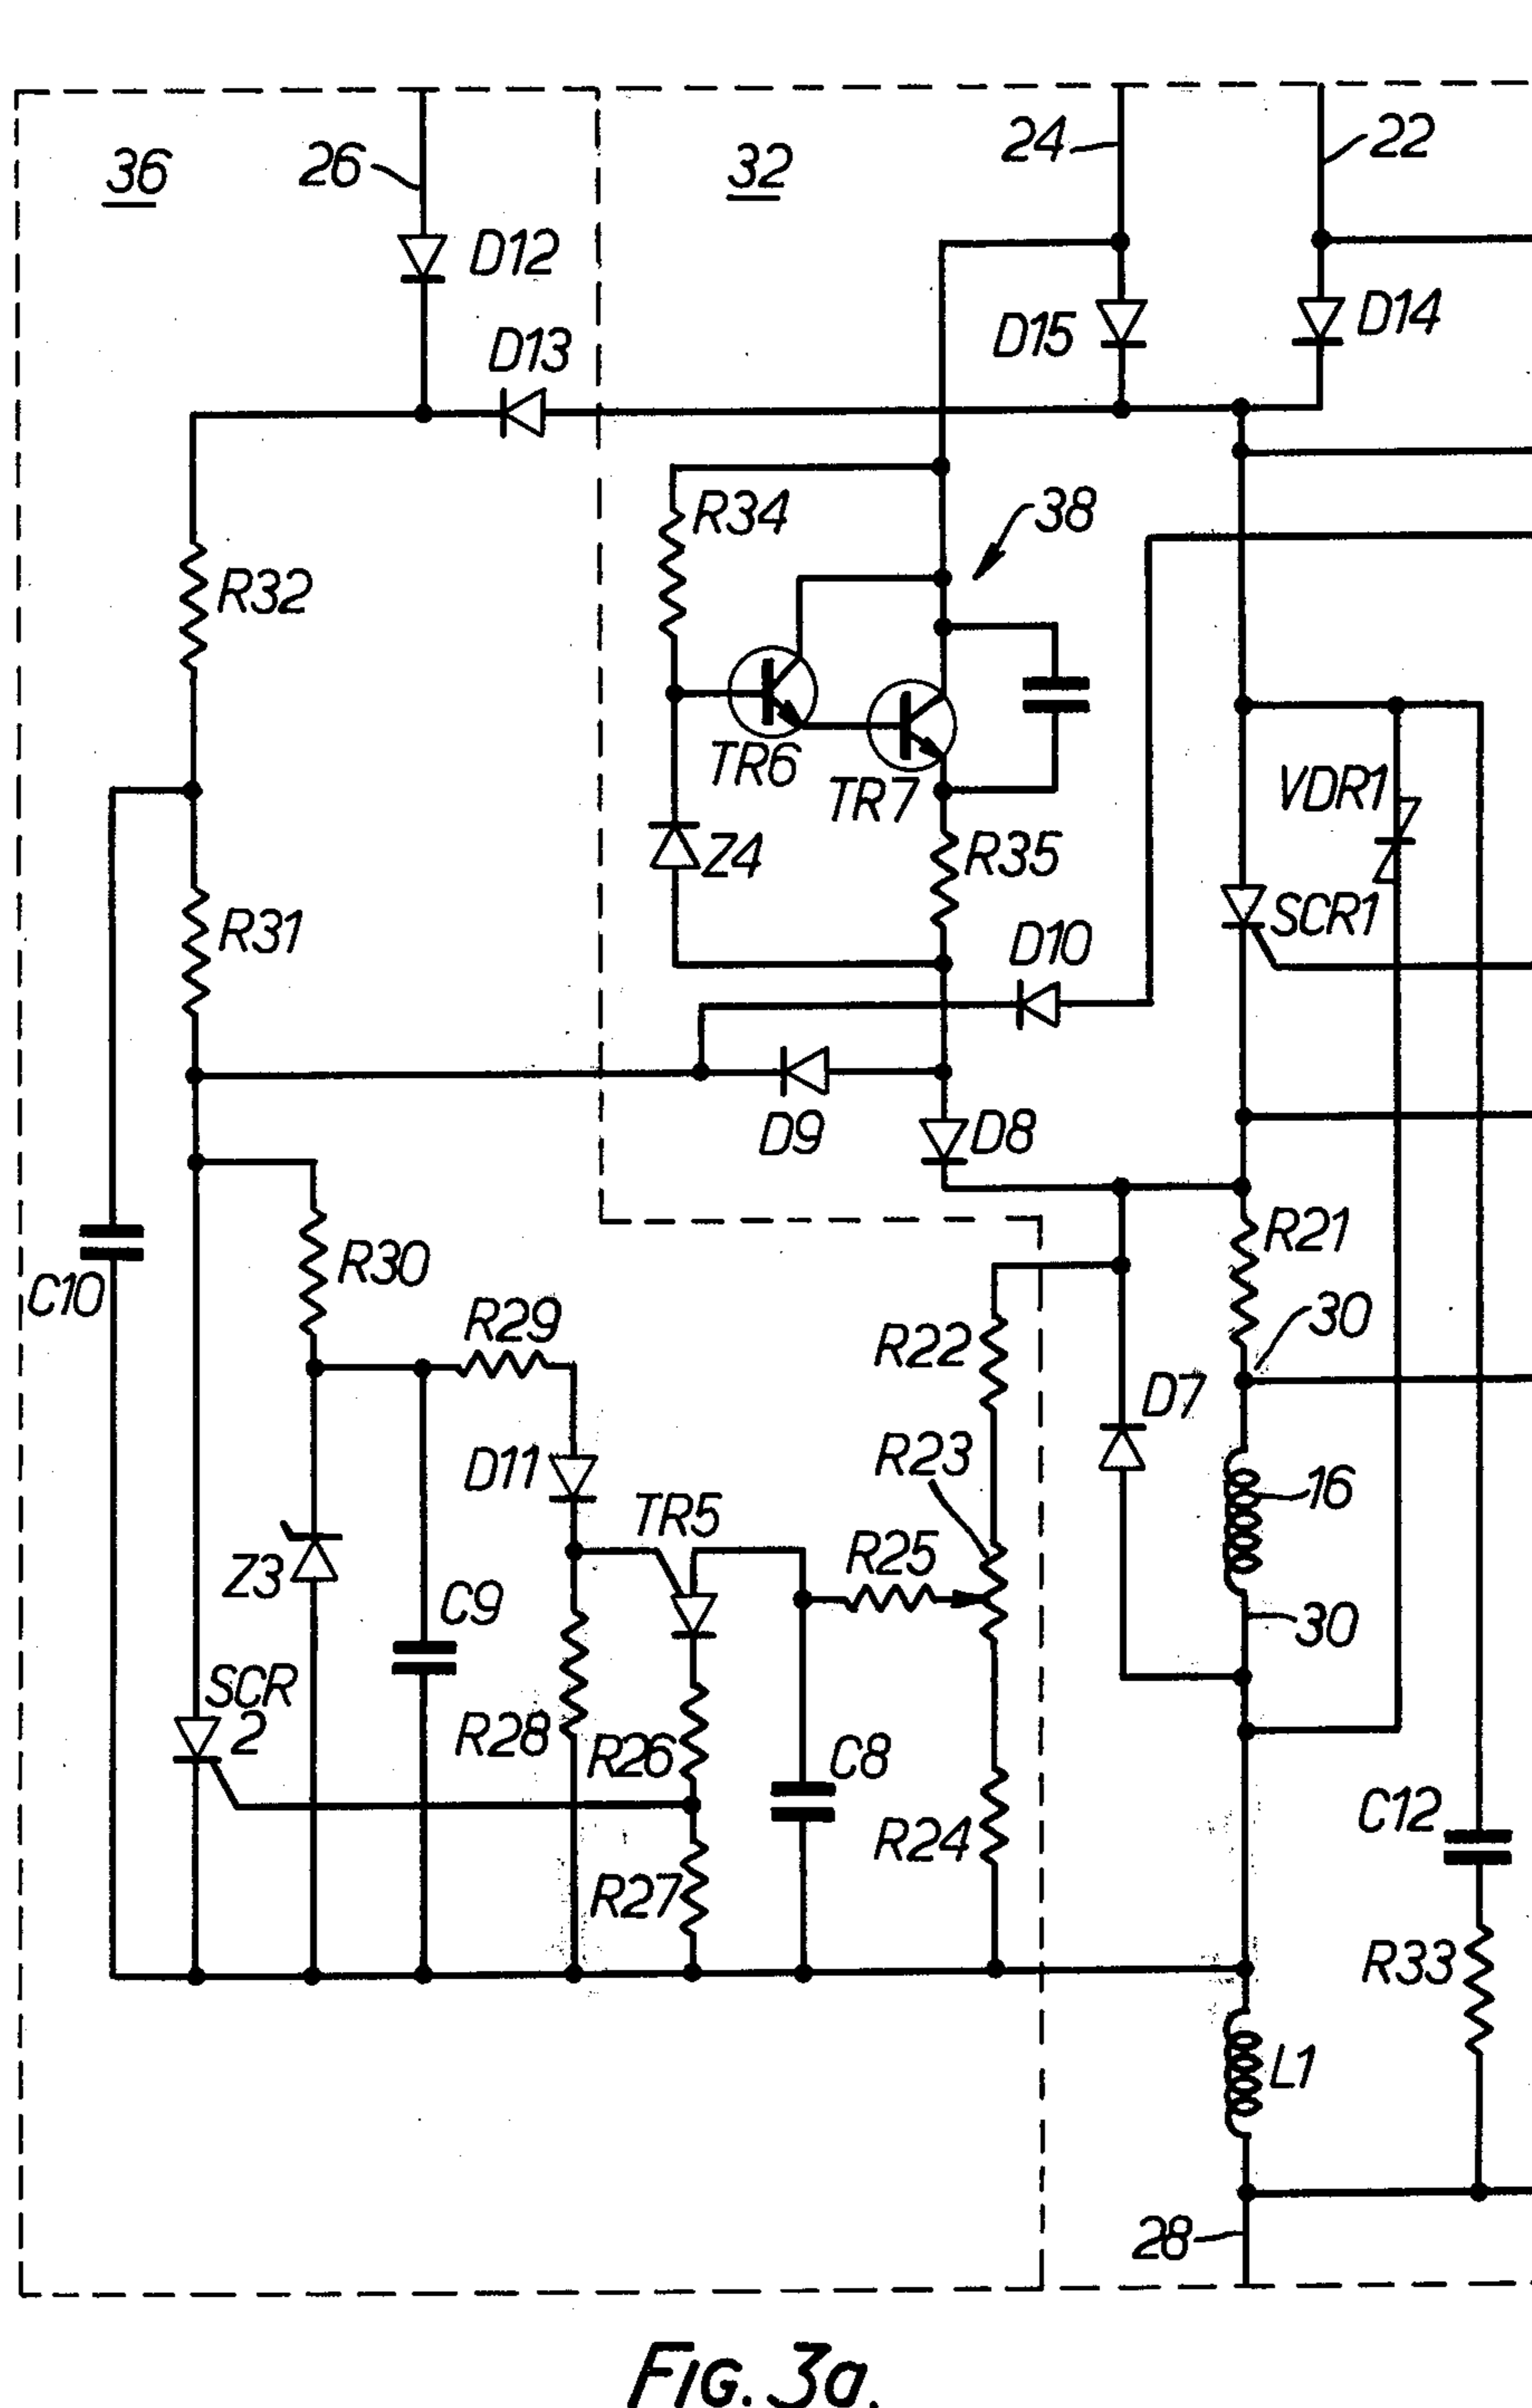 36
26
32
24
22
D12
D13
D15
D14
R34
38
R32
TR6
TR7
VDR1
Z4
R35
SCR1
R31
D10
D9
D8
R21
C10
R30
R29
R22
30
D7
D11
TR5
R23
16
Z3
C9
R25
30
SCR
2
R28
R26
C8
R24
C12
R27
R33
L1
28
FIG. 3a.